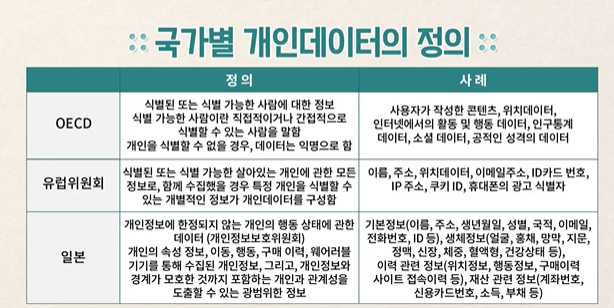 국가별 개인데이터의 정의
정의
사례
OECD
식별된 또는 식별 가능한 사람에 대한 정보
식별 가능한 사람이란 직접적이거나 간접적으로
식별할 수 있는 사람을 말함
개인을 식별할 수 없을 경우, 데이터는 익명으로 함
사용자가 작성한 콘텐츠, 위치데이터,
인터넷에서의 활동 및 행동 데이터, 인구통계
데이터, 소셜 데이터, 공적인 성격의 데이터
유럽위원회
식별된 또는 식별 가능한 살아있는 개인에 관한 모든
정보로, 함께 수집했을 경우 특정 개인을 식별할 수
있는 개별적인 정보가 개인데이터를 구성함
이름, 주소, 위치데이터, 이메일주소, ID카드 번호,
IP 주소, 쿠키 ID, 휴대폰의 광고 식별자
일본
개인정보에 한정되지 않는 개인의 행동 상태에 관한
데이터 (개인정보보호위원회)
개인의 속성 정보, 이동, 행동, 구매 이력, 웨어러블
기기를 통해 수집된 개인정보, 그리고, 개인정보와
경계가 모호한 것까지 포함하는 개인과 관계성을
도출할 수 있는 광범위한 정보
기본정보(이름, 주소, 생년월일, 성별, 국적, 이메일,
전화번호, ID 등), 생체정보(얼굴, 홍채, 망막, 지문,
정맥, 신장, 체중, 혈액형, 건강상태 등),
이력 관련 정보(위치정보, 행동정보, 구매이력
사이트 접속이력 등), 재산 관련 정보(계좌번호,
신용카드번호, 소득, 부채 등)